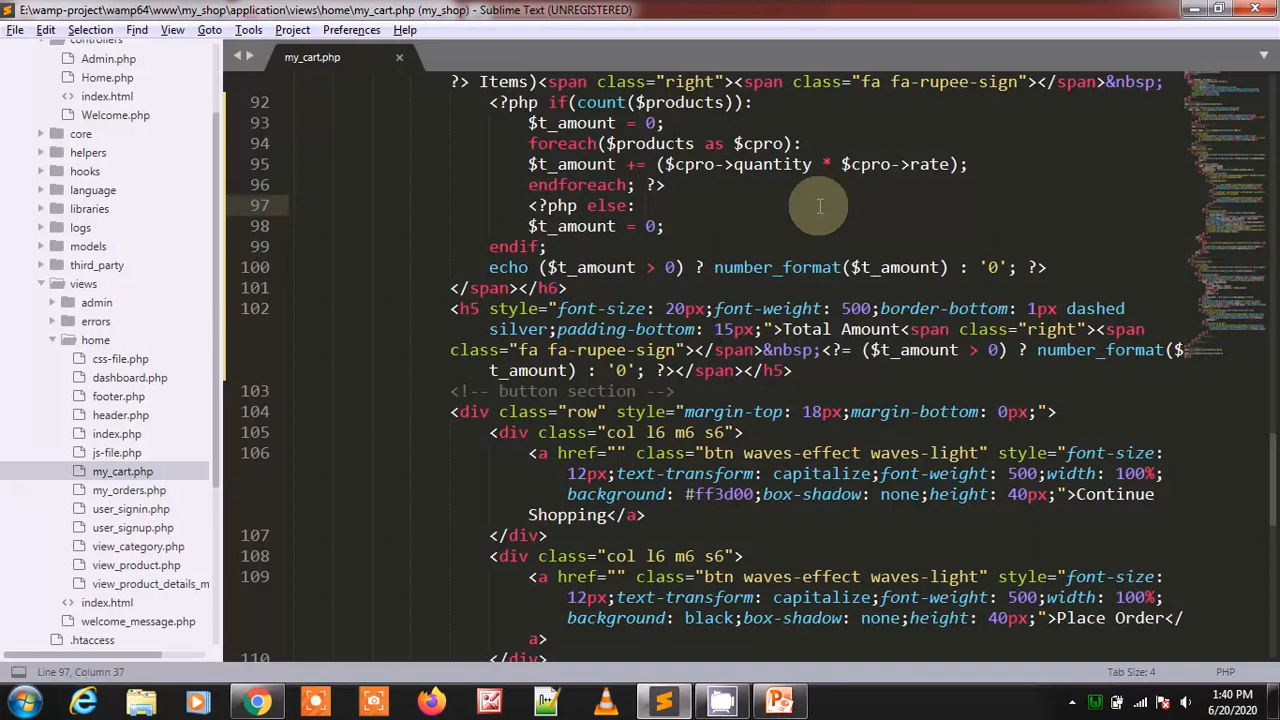 E:\wamp-project\wamp64\www\my_shop\application\views\home\my_cart.php (my_shop) - Sublime Text (UNREGISTERED)
File Edit Selection Find View Goto Tools Project Preferences Help
controllers
Admin.php
Home.php
index.html
Welcome.php
core
helpers
hooks
language
libraries
logs
models
third_party
views
admin
errors
home
css-file.php
dashboard.php
footer.php
header.php
index.php
js-file.php
my_cart.php
my_orders.php
user_signin.php
user_signup.php
view_category.php
view_product.php
view_product_details_m
index.html
welcome_message.php
.htaccess
my_cart.php
?> Items)<span class="right"><span class="fa fa-rupee-sign"></span>&nbsp;
92 <?php if(count($products)):
93 $t_amount = 0;
94 foreach($products as $cpro):
95 $t_amount += ($cpro->quantity * $cpro->rate);
96 endforeach; ?>
97 <?php else:
98 $t_amount = 0;
99 endif;
100 echo ($t_amount > 0) ? number_format($t_amount) : '0'; ?>
101 </span></h6>
102 <h5 style="font-size: 20px;font-weight: 500;border-bottom: 1px dashed
silver;padding-bottom: 15px;">Total Amount<span class="right"><span
class="fa fa-rupee-sign"></span>&nbsp;<?= ($t_amount > 0) ? number_format($
t_amount) : '0'; ?></span></h5>
103 <!-- button section -->
104 <div class="row" style="margin-top: 18px;margin-bottom: 0px;">
105 <div class="col l6 m6 s6">
106 <a href="" class="btn waves-effect waves-light" style="font-size:
12px;text-transform: capitalize;font-weight: 500;width: 100%;
background: #ff3d00;box-shadow: none;height: 40px;">Continue
Shopping</a>
107 </div>
108 <div class="col l6 m6 s6">
109 <a href="" class="btn waves-effect waves-light" style="font-size:
12px;text-transform: capitalize;font-weight: 500;width: 100%;
background: black;box-shadow: none;height: 40px;">Place Order</
a>
110 </div>
Line 97, Column 37
Tab Size: 4
PHP
1:40 PM
6/20/2020